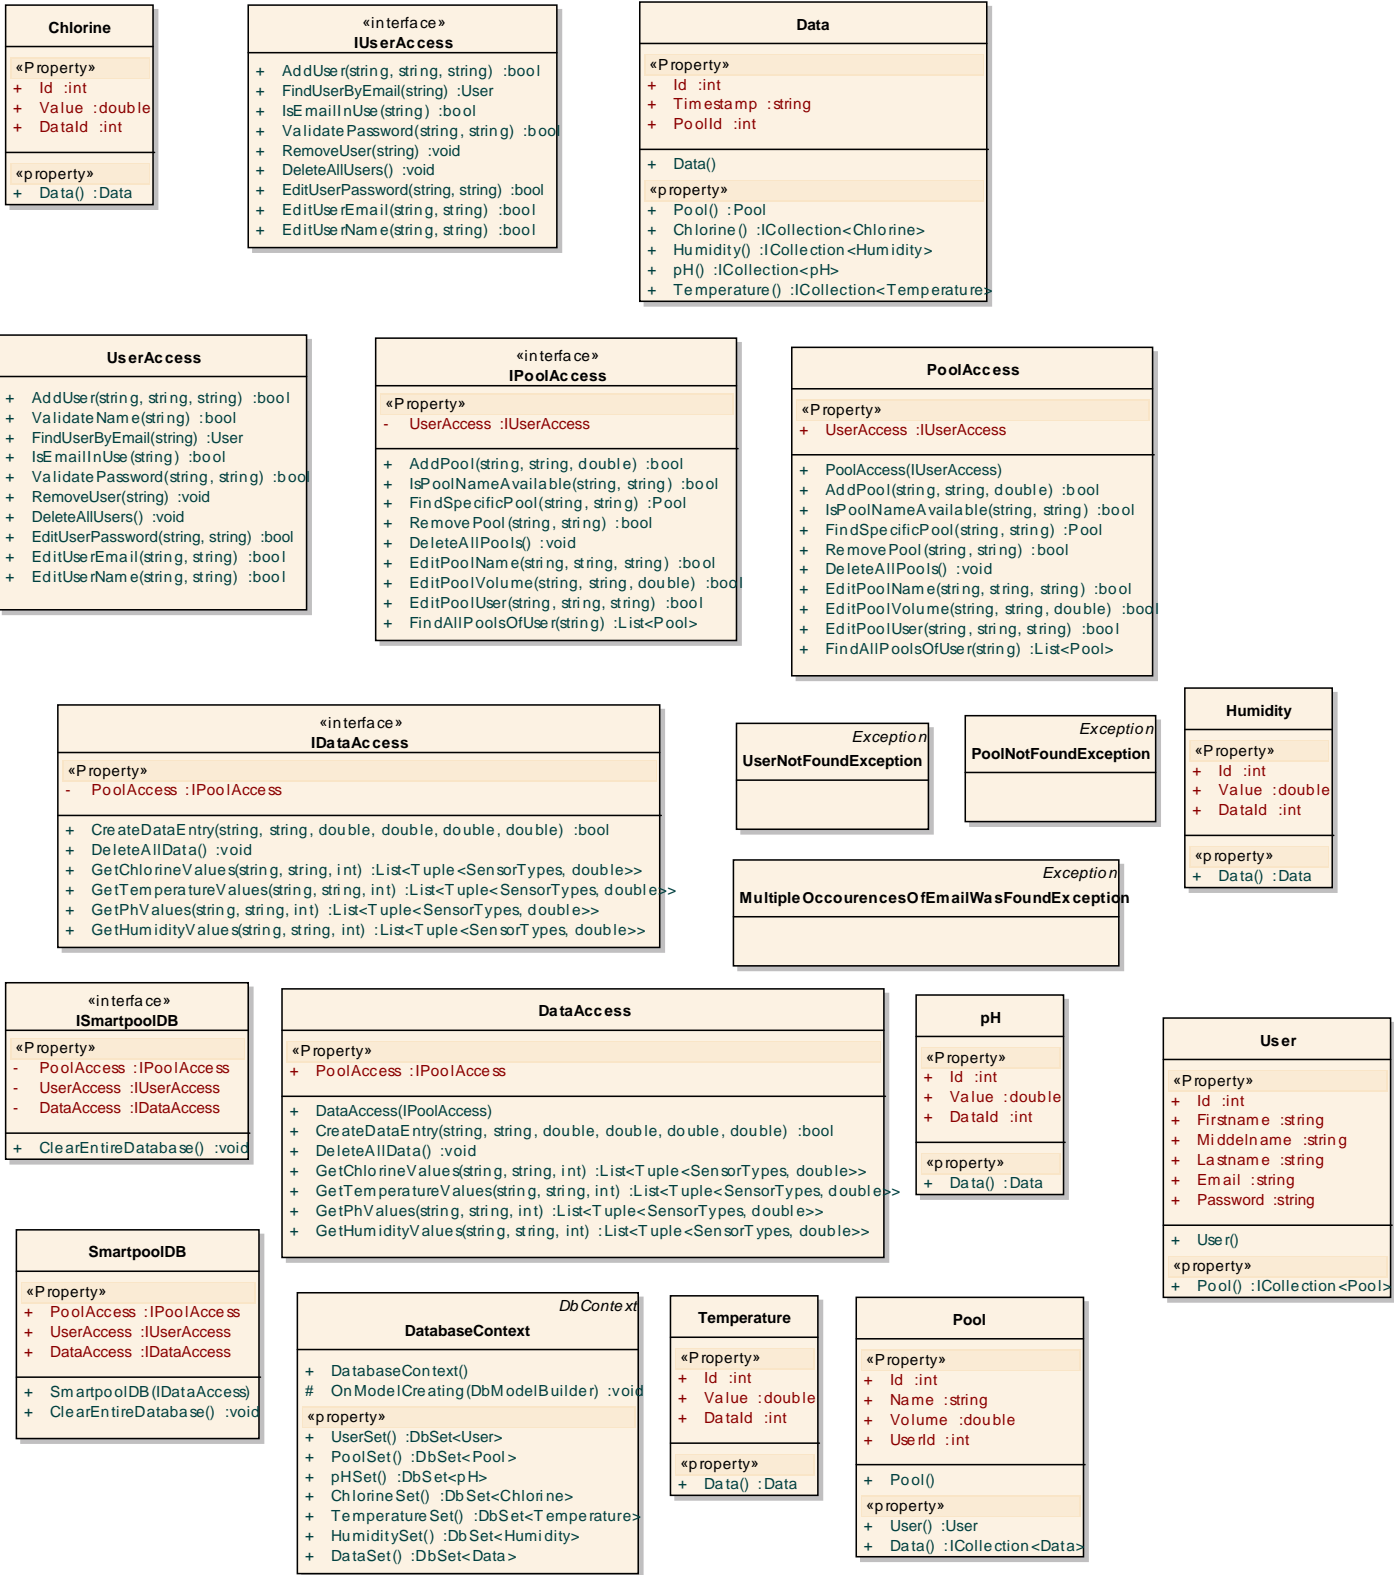 Chlorine
«Property»
+ Id :int
+ Value :double
+ DataId :int
«property»
+ Data() :Data
«interface»
IUserAccess
+ AddUser(string, string, string) :bool
+ FindUserByEmail(string) :User
+ IsEmailInUse(string) :bool
+ ValidatePassword(string, string) :bool
+ RemoveUser(string) :void
+ DeleteAllUsers() :void
+ EditUserPassword(string, string) :bool
+ EditUserEmail(string, string) :bool
+ EditUserName(string, string) :bool
Data
«Property»
+ Id :int
+ Timestamp :string
+ PoolId :int
+ Data()
«property»
+ Pool() :Pool
+ Chlorine() :ICollection<Chlorine>
+ Humidity() :ICollection<Humidity>
+ pH() :ICollection<pH>
+ Temperature() :ICollection<Temperature>
UserAccess
+ AddUser(string, string, string) :bool
+ ValidateName(string) :bool
+ FindUserByEmail(string) :User
+ IsEmailInUse(string) :bool
+ ValidatePassword(string, string) :bool
+ RemoveUser(string) :void
+ DeleteAllUsers() :void
+ EditUserPassword(string, string) :bool
+ EditUserEmail(string, string) :bool
+ EditUserName(string, string) :bool
«interface»
IPoolAccess
«Property»
- UserAccess :IUserAccess
+ AddPool(string, string, double) :bool
+ IsPoolNameAvailable(string, string) :bool
+ FindSpecificPool(string, string) :Pool
+ RemovePool(string, string) :bool
+ DeleteAllPools() :void
+ EditPoolName(string, string, string) :bool
+ EditPoolVolume(string, string, double) :bool
+ EditPoolUser(string, string, string) :bool
+ FindAllPoolsOfUser(string) :List<Pool>
PoolAccess
«Property»
+ UserAccess :IUserAccess
+ PoolAccess(IUserAccess)
+ AddPool(string, string, double) :bool
+ IsPoolNameAvailable(string, string) :bool
+ FindSpecificPool(string, string) :Pool
+ RemovePool(string, string) :bool
+ DeleteAllPools() :void
+ EditPoolName(string, string, string) :bool
+ EditPoolVolume(string, string, double) :bool
+ EditPoolUser(string, string, string) :bool
+ FindAllPoolsOfUser(string) :List<Pool>
«interface»
IDataAccess
«Property»
- PoolAccess :IPoolAccess
+ CreateDataEntry(string, string, double, double, double, double) :bool
+ DeleteAllData() :void
+ GetChlorineValues(string, string, int) :List<Tuple<SensorTypes, double>>
+ GetTemperatureValues(string, string, int) :List<Tuple<SensorTypes, double>>
+ GetPhValues(string, string, int) :List<Tuple<SensorTypes, double>>
+ GetHumidityValues(string, string, int) :List<Tuple<SensorTypes, double>>
Exception
UserNotFoundException
Exception
PoolNotFoundException
Humidity
«Property»
+ Id :int
+ Value :double
+ DataId :int
«property»
+ Data() :Data
Exception
MultipleOccourencesOfEmailWasFoundException
«interface»
ISmartpoolDB
«Property»
- PoolAccess :IPoolAccess
- UserAccess :IUserAccess
- DataAccess :IDataAccess
+ ClearEntireDatabase() :void
DataAccess
«Property»
+ PoolAccess :IPoolAccess
+ DataAccess(IPoolAccess)
+ CreateDataEntry(string, string, double, double, double, double) :bool
+ DeleteAllData() :void
+ GetChlorineValues(string, string, int) :List<Tuple<SensorTypes, double>>
+ GetTemperatureValues(string, string, int) :List<Tuple<SensorTypes, double>>
+ GetPhValues(string, string, int) :List<Tuple<SensorTypes, double>>
+ GetHumidityValues(string, string, int) :List<Tuple<SensorTypes, double>>
pH
«Property»
+ Id :int
+ Value :double
+ DataId :int
«property»
+ Data() :Data
User
«Property»
+ Id :int
+ Firstname :string
+ Middelname :string
+ Lastname :string
+ Email :string
+ Password :string
+ User()
«property»
+ Pool() :ICollection<Pool>
SmartpoolDB
«Property»
+ PoolAccess :IPoolAccess
+ UserAccess :IUserAccess
+ DataAccess :IDataAccess
+ SmartpoolDB(IDataAccess)
+ ClearEntireDatabase() :void
DbContext
DatabaseContext
+ DatabaseContext()
# OnModelCreating(DbModelBuilder) :void
«property»
+ UserSet() :DbSet<User>
+ PoolSet() :DbSet<Pool>
+ pHSet() :DbSet<pH>
+ ChlorineSet() :DbSet<Chlorine>
+ TemperatureSet() :DbSet<Temperature>
+ HumiditySet() :DbSet<Humidity>
+ DataSet() :DbSet<Data>
Temperature
«Property»
+ Id :int
+ Value :double
+ DataId :int
«property»
+ Data() :Data
Pool
«Property»
+ Id :int
+ Name :string
+ Volume :double
+ UserId :int
+ Pool()
«property»
+ User() :User
+ Data() :ICollection<Data>